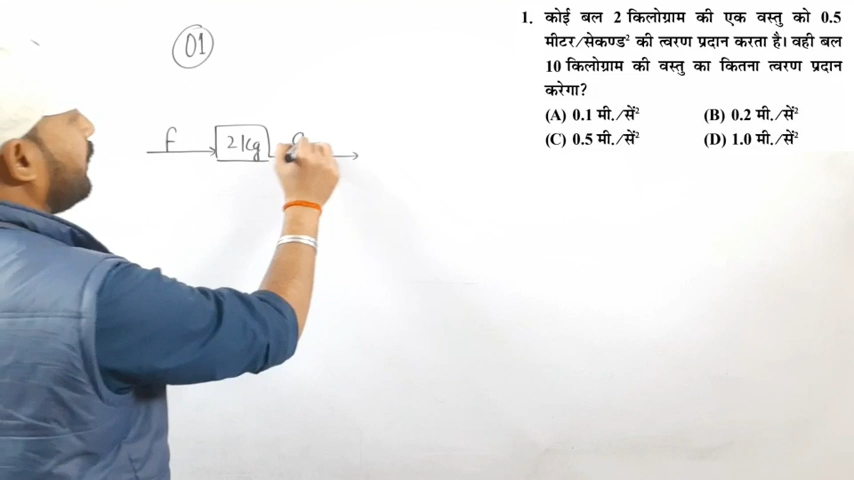 01
F 2Kg
1. कोई बल 2 किलोग्राम की एक वस्तु को 0.5
मीटर/सेकण्ड² की त्वरण प्रदान करता है। वही बल
10 किलोग्राम की वस्तु का कितना त्वरण प्रदान
करेगा?
(A) 0.1 मी./सें² (B) 0.2 मी./सें²
(C) 0.5 मी./सें² (D) 1.0 मी./सें²